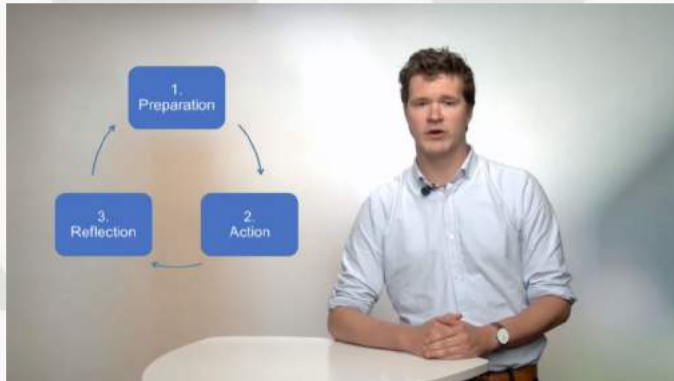 1.
Preparation
2.
Action
3.
Reflection